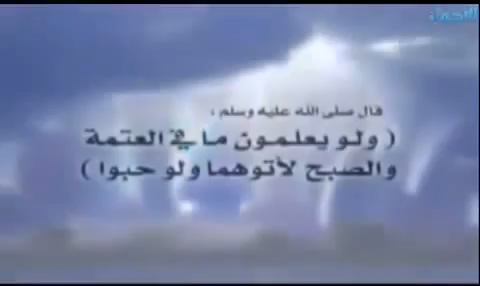 قال صلى الله عليه وسلم :
( ولو يعلمون ما في العتمة
والصبح لأتوهما ولو حبوا )